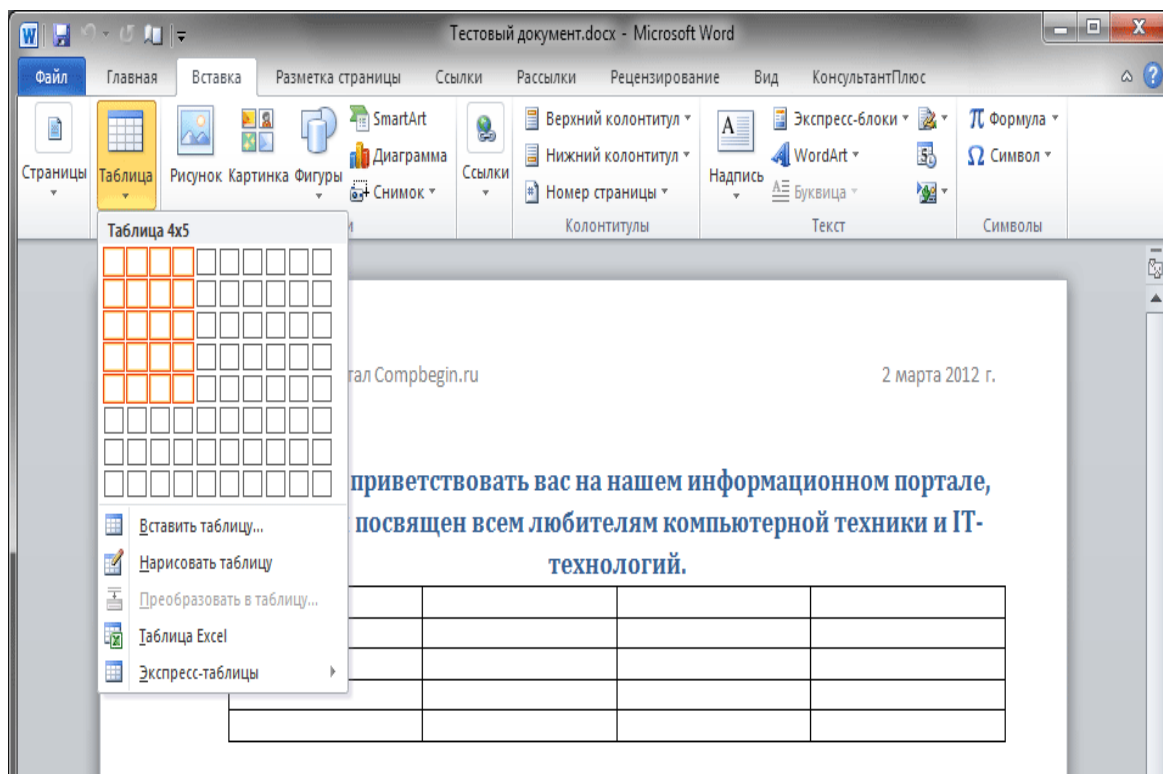 Тестовый документ.docx - Microsoft Word
Файл Главная Вставка Разметка страницы Ссылки Рассылки Рецензирование Вид КонсультантПлюс
Страницы
Таблица
Рисунок
Картинка
Фигуры
SmartArt
Диаграмма
Снимок
Ссылки
Верхний колонтитул
Нижний колонтитул
Номер страницы
Колонтитулы
Надпись
Экспресс-блоки
WordArt
Буквица
Текст
π Формула
Ω Символ
Символы
Таблица 4x5
Вставить таблицу...
Нарисовать таблицу
Преобразовать в таблицу...
Таблица Excel
Экспресс-таблицы
Compbegin.ru 2 марта 2012 г.
приветствовать вас на нашем информационном портале,
посвящен всем любителям компьютерной техники и IT-
технологий.